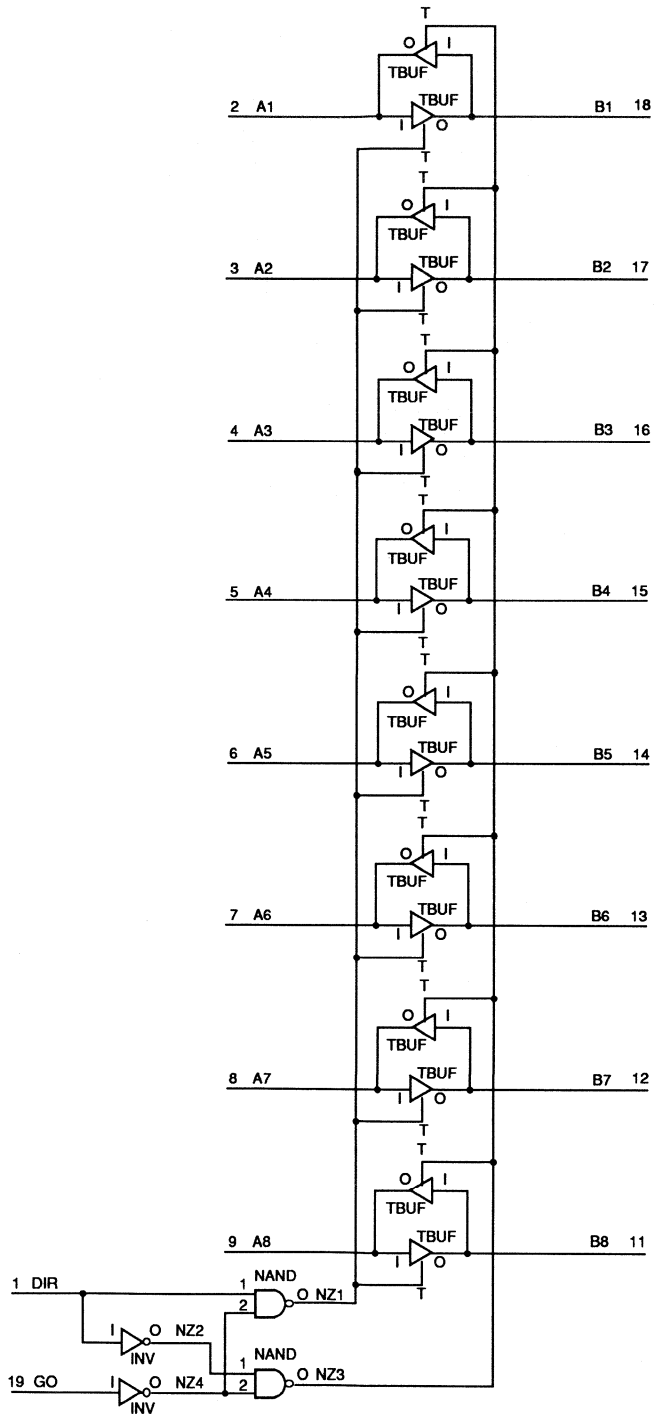 T
O I
TBUF
TBUF
2 A1 B1 18
I O
T
T
O I
TBUF
TBUF
3 A2 B2 17
I O
T
T
O I
TBUF
TBUF
4 A3 B3 16
I O
T
T
O I
TBUF
TBUF
5 A4 B4 15
I O
T
T
O I
TBUF
TBUF
6 A5 B5 14
I O
T
T
O I
TBUF
TBUF
7 A6 B6 13
I O
T
T
O I
TBUF
TBUF
8 A7 B7 12
I O
T
T
O I
TBUF
TBUF
9 A8 B8 11
I O
T
1 DIR
NAND
1
2
O NZ1
I O NZ2
INV
NAND
1
2
O NZ3
19 GO
I O NZ4
INV